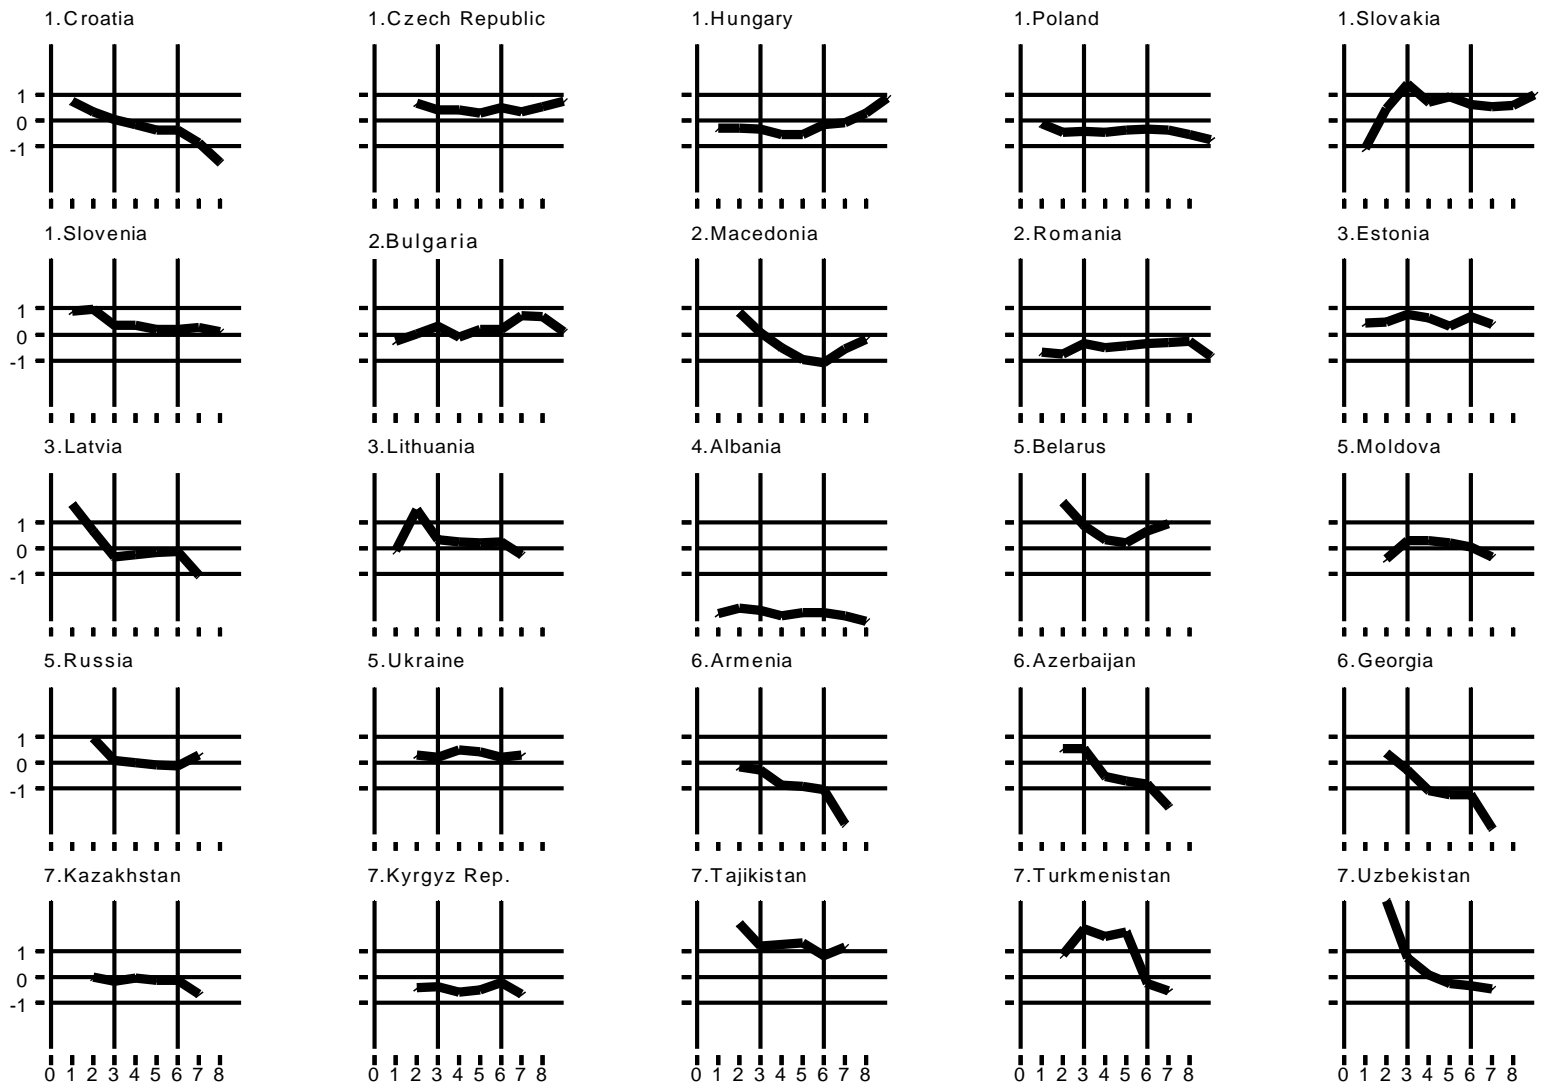 1.Croatia 1.Czech Republic 1.Hungary 1.Poland 1.Slovakia
1
0
-1
1.Slovenia 2.Bulgaria 2.Macedonia 2.Romania 3.Estonia
1
0
-1
3.Latvia 3.Lithuania 4.Albania 5.Belarus 5.Moldova
1
0
-1
5.Russia 5.Ukraine 6.Armenia 6.Azerbaijan 6.Georgia
1
0
-1
7.Kazakhstan 7.Kyrgyz Rep. 7.Tajikistan 7.Turkmenistan 7.Uzbekistan
1
0
-1
0 1 2 3 4 5 6 7 8 0 1 2 3 4 5 6 7 8 0 1 2 3 4 5 6 7 8 0 1 2 3 4 5 6 7 8 0 1 2 3 4 5 6 7 8